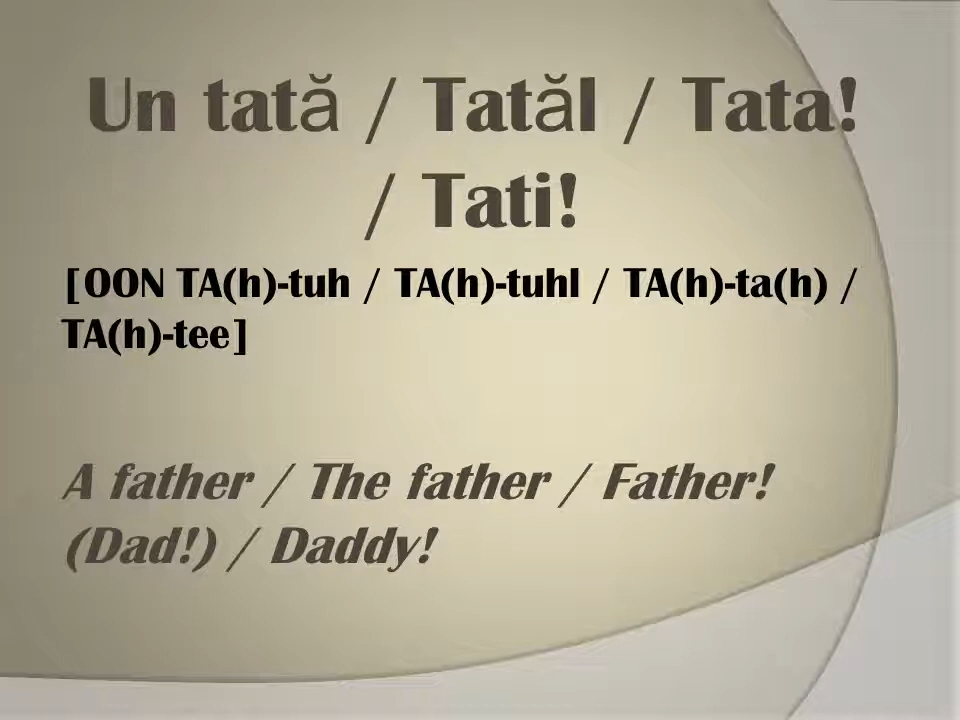 Un tată / Tatăl / Tata!
/ Tati!
[OON TA(h)-tuh / TA(h)-tuhl / TA(h)-ta(h) /
TA(h)-tee]
A father / The father / Father!
(Dad!) / Daddy!